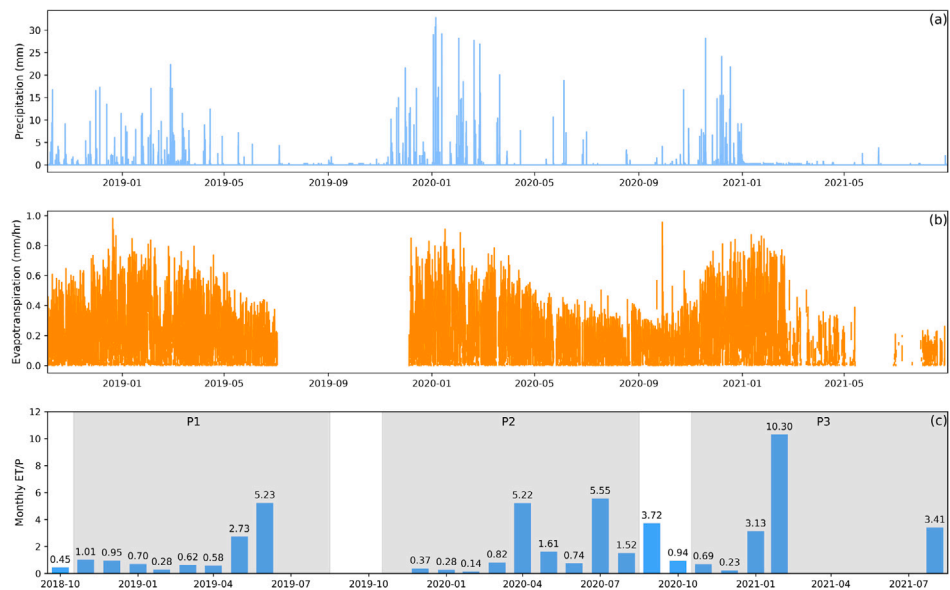 (a)
Precipitation (mm)
30
25
20
15
10
5
0
2019-01 2019-05 2019-09 2020-01 2020-05 2020-09 2021-01 2021-05
(b)
Evapotranspiration (mm/hr)
1.0
0.8
0.6
0.4
0.2
0.0
2019-01 2019-05 2019-09 2020-01 2020-05 2020-09 2021-01 2021-05
(c)
P1 P2 P3
Monthly ET/P
12
10
8
6
4
2
0
0.45 1.01 0.95 0.70 0.28 0.62 0.58 2.73 5.23 0.37 0.28 0.14 0.82 5.22 1.61 0.74 5.55 1.52 3.72 0.94 0.69 0.23 3.13 10.30 3.41
2018-10 2019-01 2019-04 2019-07 2019-10 2020-01 2020-04 2020-07 2020-10 2021-01 2021-04 2021-07